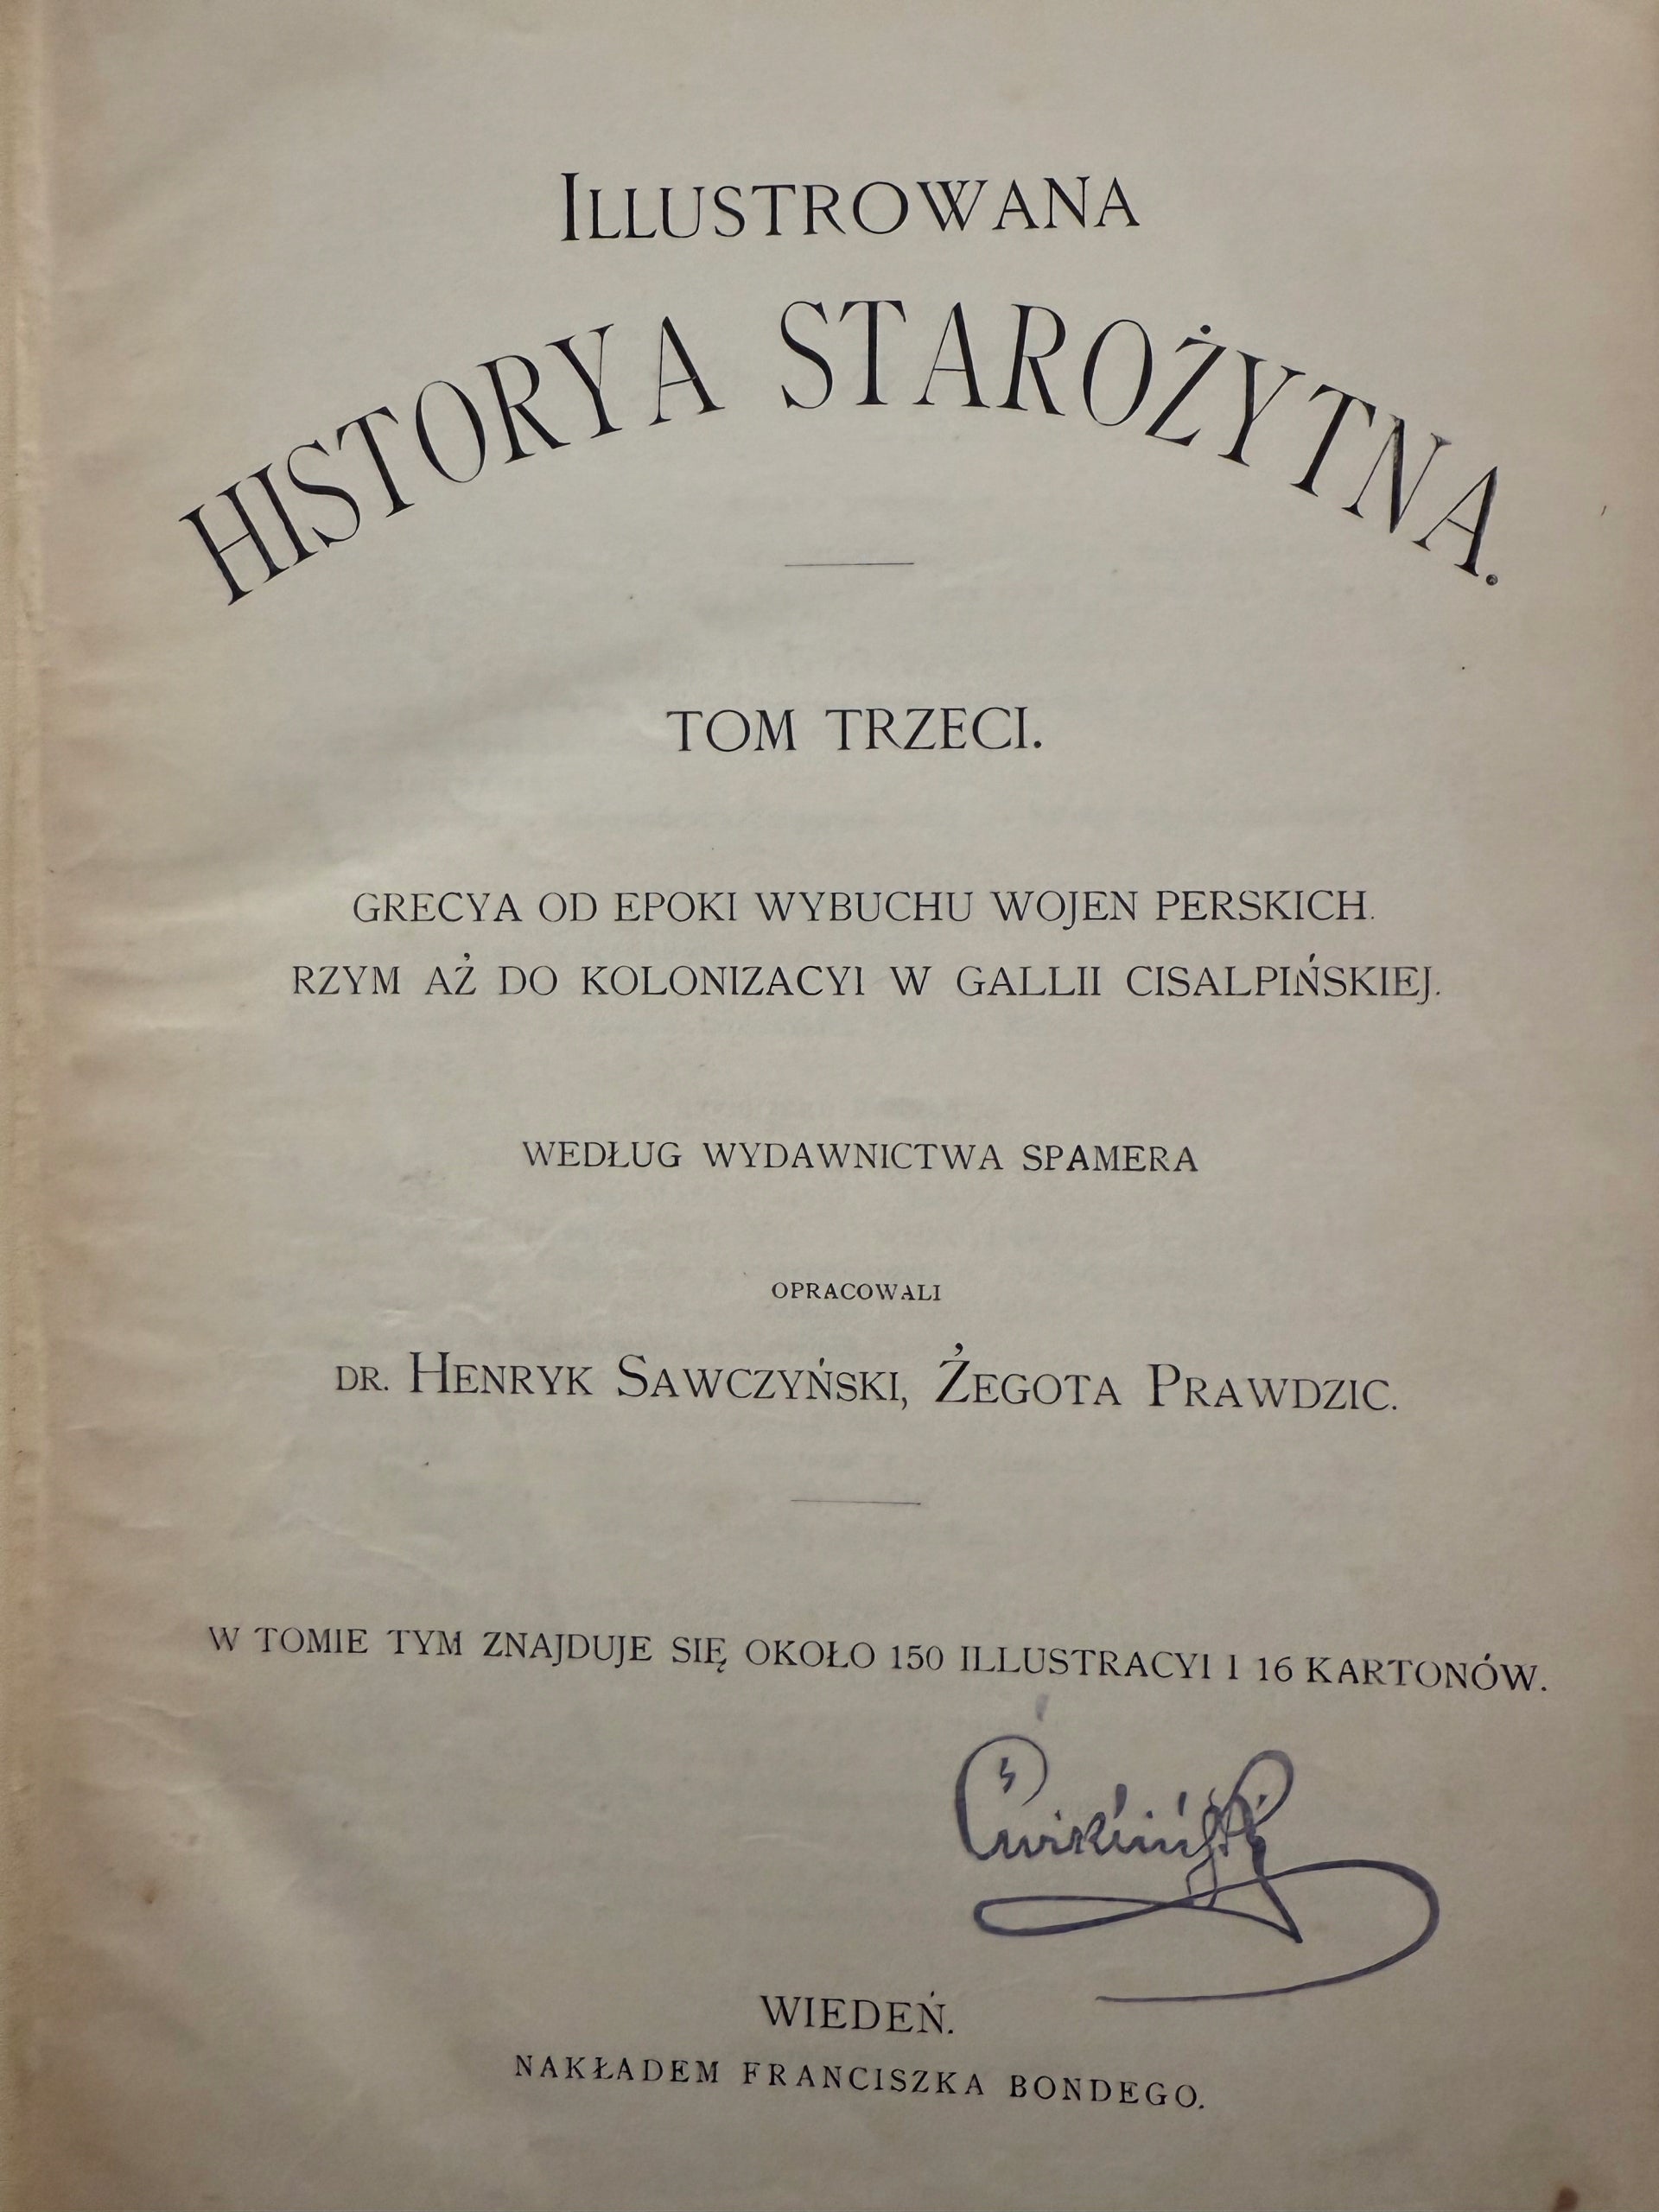 ILLUSTROWANA
HISTORYA STAROŻYTNA.
TOM TRZECI.
GRECYA OD EPOKI WYBUCHU WOJEN PERSKICH.
RZYM AŻ DO KOLONIZACYI W GALLII CISALPIŃSKIEJ.
WEDŁUG WYDAWNICTWA SPAMERA
OPRACOWALI
DR. HENRYK SAWCZYŃSKI, ŻEGOTA PRAWDZIC.
W TOMIE TYM ZNAJDUJE SIĘ OKOŁO 150 ILLUSTRACYI I 16 KARTONÓW.
WIEDEŃ.
NAKŁADEM FRANCISZKA BONDEGO.